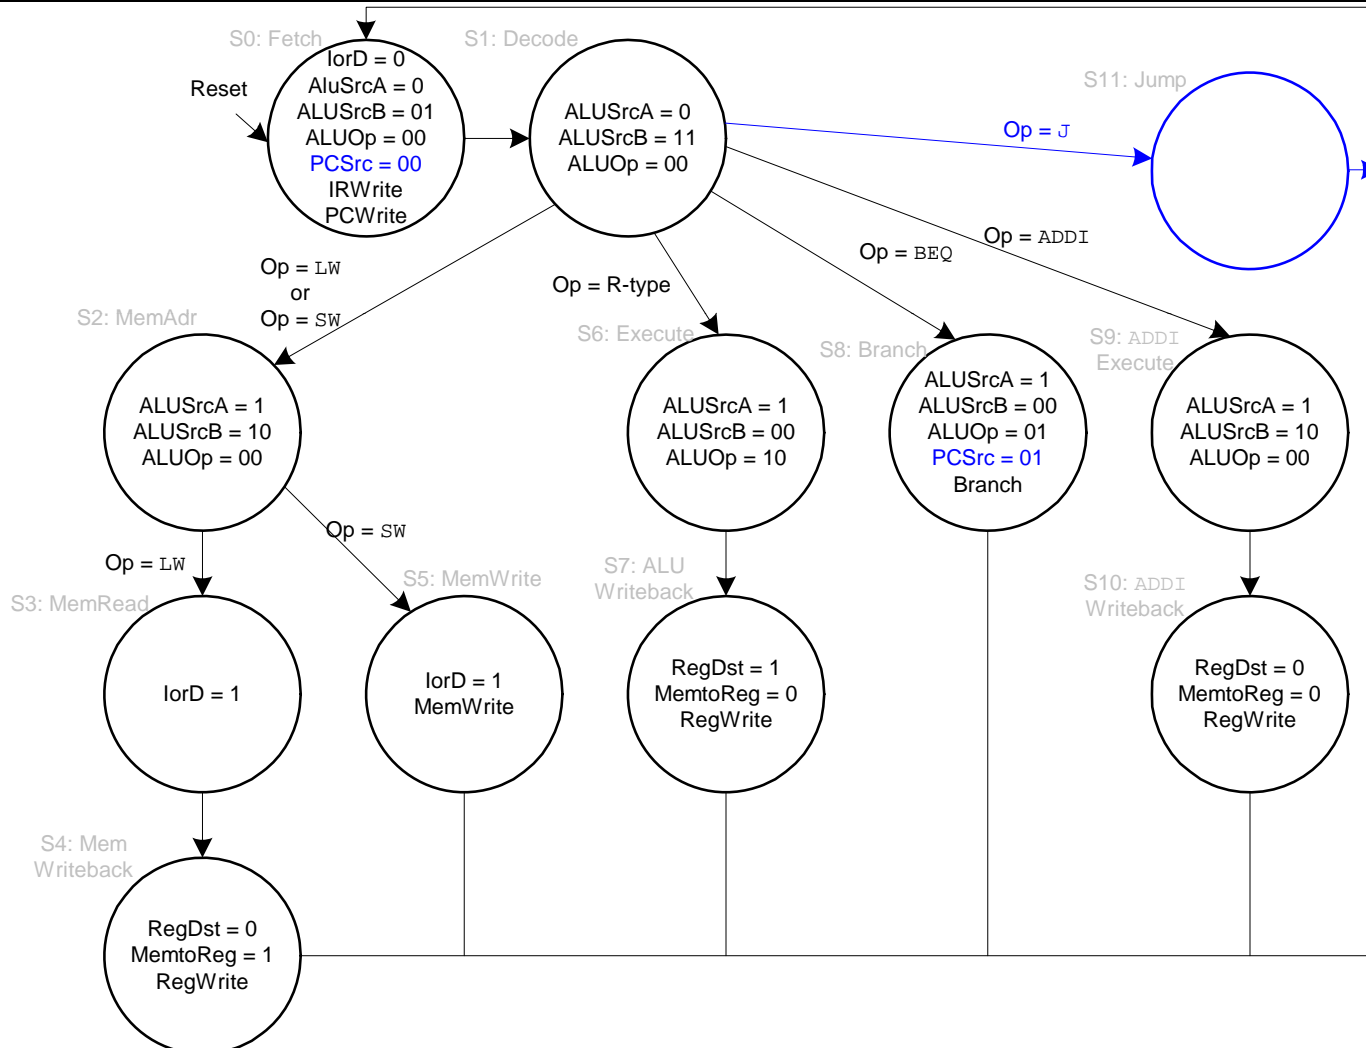 S0: Fetch
IorD = 0
AluSrcA = 0
ALUSrcB = 01
ALUOp = 00
PCSrc = 00
IRWrite
PCWrite
Reset
S1: Decode
ALUSrcA = 0
ALUSrcB = 11
ALUOp = 00
S11: Jump
Op = J
Op = LW
or
Op = SW
Op = R-type
Op = BEQ
Op = ADDI
S2: MemAdr
ALUSrcA = 1
ALUSrcB = 10
ALUOp = 00
S6: Execute
ALUSrcA = 1
ALUSrcB = 00
ALUOp = 10
S8: Branch
ALUSrcA = 1
ALUSrcB = 00
ALUOp = 01
PCSrc = 01
Branch
S9: ADDI
Execute
ALUSrcA = 1
ALUSrcB = 10
ALUOp = 00
Op = LW
Op = SW
S3: MemRead
IorD = 1
S5: MemWrite
IorD = 1
MemWrite
S7: ALU
Writeback
RegDst = 1
MemtoReg = 0
RegWrite
S10: ADDI
Writeback
RegDst = 0
MemtoReg = 0
RegWrite
S4: Mem
Writeback
RegDst = 0
MemtoReg = 1
RegWrite